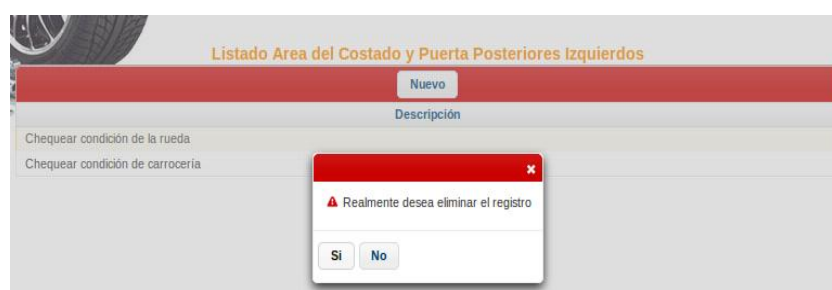 Listado Area del Costado y Puerta Posteriores Izquierdos
Nuevo
Descripción
Chequear condición de la rueda
Chequear condición de carrocería
Realmente desea eliminar el registro
Si No